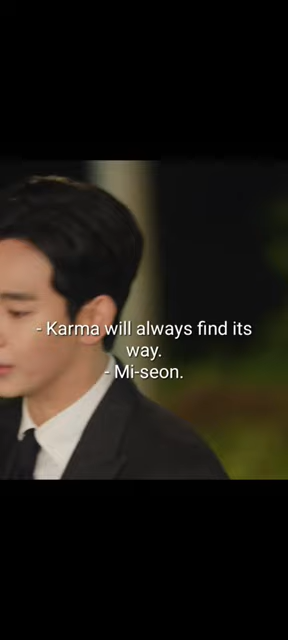 - Karma will always find its
way.
- Mi-seon.